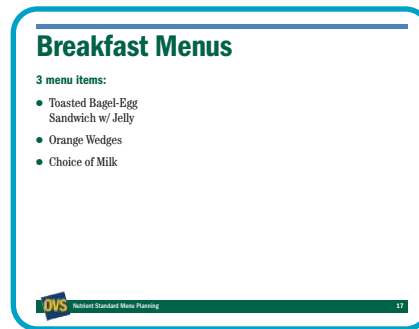 Breakfast Menus
3 menu items:
● Toasted Bagel-Egg
Sandwich w/ Jelly
● Orange Wedges
● Choice of Milk
OVS Nutrient Standard Menu Planning 17